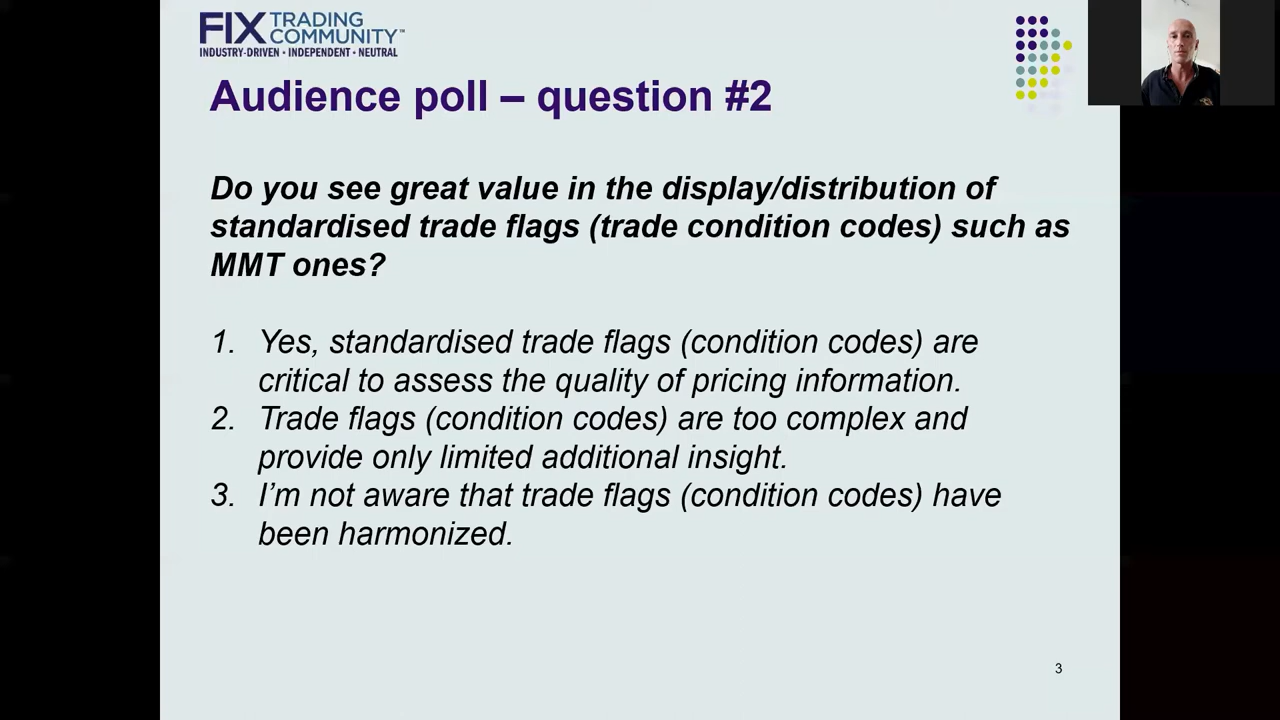 FIX TRADING COMMUNITY™
INDUSTRY-DRIVEN • INDEPENDENT • NEUTRAL
Audience poll – question #2
Do you see great value in the display/distribution of
standardised trade flags (trade condition codes) such as
MMT ones?
1. Yes, standardised trade flags (condition codes) are
critical to assess the quality of pricing information.
2. Trade flags (condition codes) are too complex and
provide only limited additional insight.
3. I’m not aware that trade flags (condition codes) have
been harmonized.
3